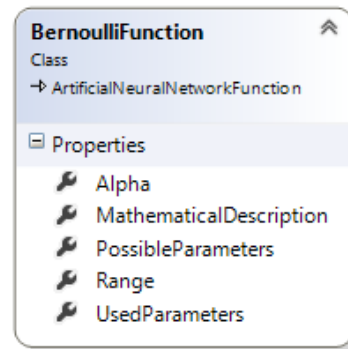 BernoulliFunction
Class
ArtificialNeuralNetworkFunction
Properties
Alpha
MathematicalDescription
PossibleParameters
Range
UsedParameters